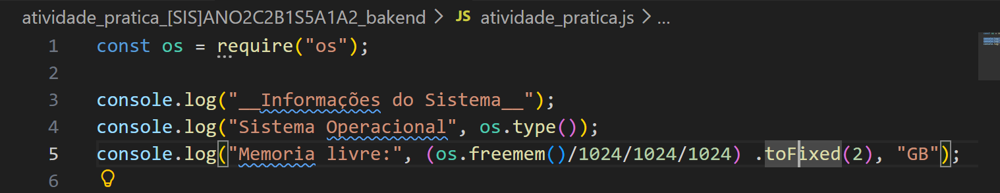 atividade_pratica_[SIS]ANO2C2B1S5A1A2_bakend > JS atividade_pratica.js > ...
1 const os = require("os");
2
3 console.log("__Informações do Sistema__");
4 console.log("Sistema Operacional", os.type());
5 console.log("Memoria livre:", (os.freemem()/1024/1024/1024) .toFixed(2), "GB");
6